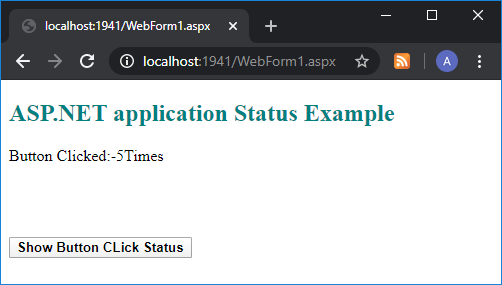 localhost:1941/WebForm1.aspx
localhost:1941/WebForm1.aspx
A
ASP.NET application Status Example
Button Clicked:-5Times
Show Button CLick Status